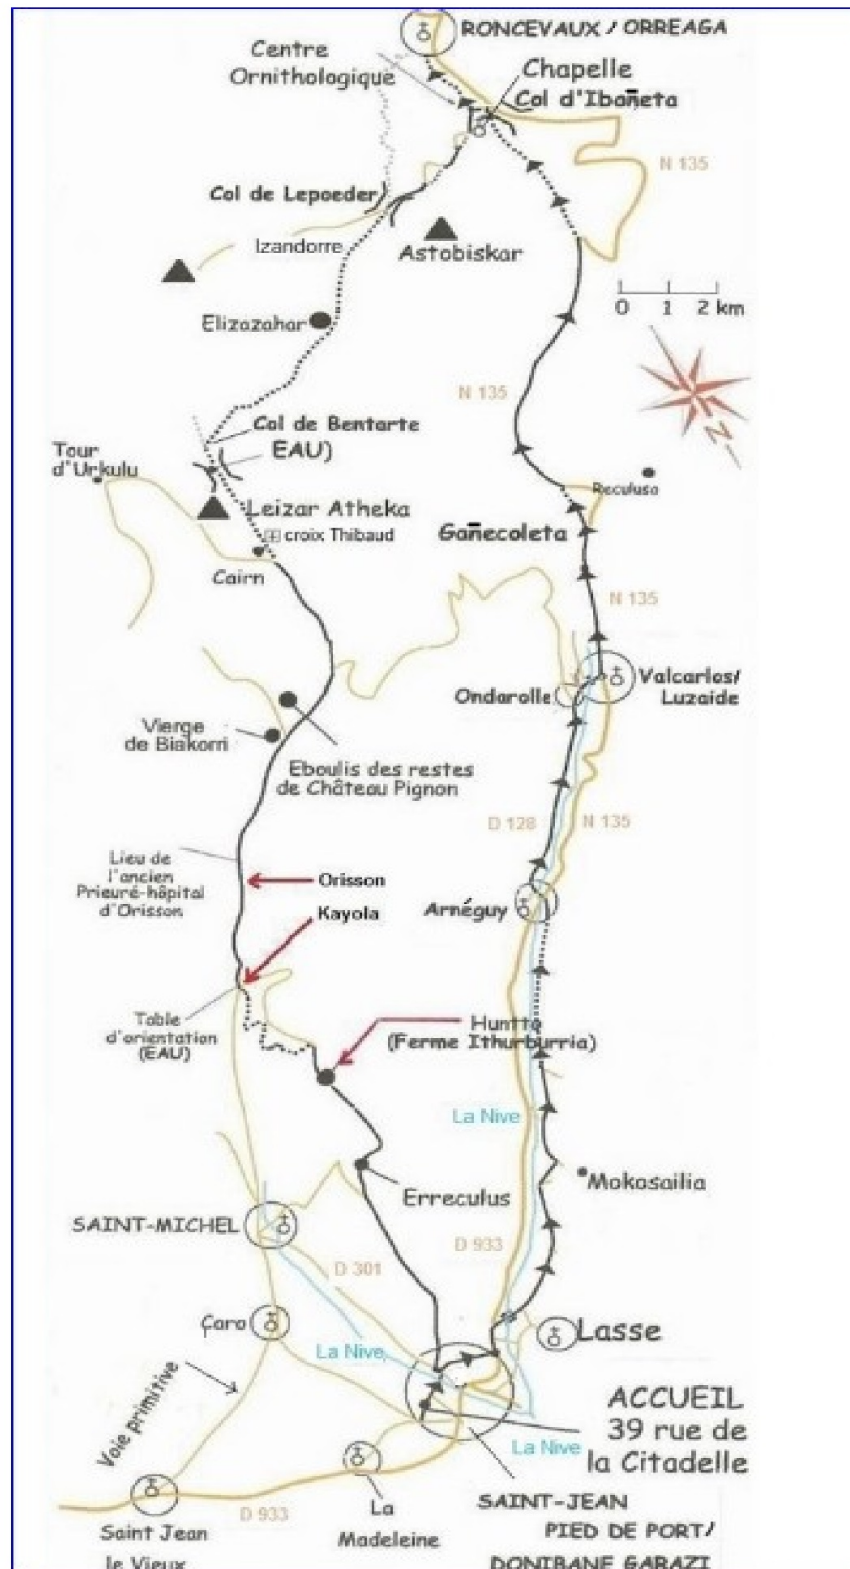 RONCEVAUX / ORREAGA
Centre
Ornithologique
Chapelle
Col d'Ibañeta
N 135
Col de Lepoeder
Izandorre
Astobiskar
0 1 2 km
Elizazahar
N 135
N
Col de Bentarte
EAU)
Tour
d'Urkulu
Reculusa
Leizar Atheka
croix Thibaud
Gañecoleta
Cairn
N 135
Valcarlos/
Luzaide
Ondarolle
Vierge
de Biakorri
Eboulis des restes
de Château Pignon
D 128
N 135
Lieu de
l'ancien
Prieuré-hôpital
d'Orisson
Orisson
Kayola
Arnéguy
Table
d'orientation
(EAU)
Huntto
(Ferme Ithurburria)
La Nive
Mokosailia
Erreculus
SAINT-MICHEL
D 933
D 301
Çaro
Lasse
La Nive
Voie primitive
ACCUEIL
39 rue de
la Citadelle
La Nive
SAINT-JEAN
PIED DE PORT/
DONIBANE GARAZI
La
Madeleine
D 933
Saint Jean
le Vieux